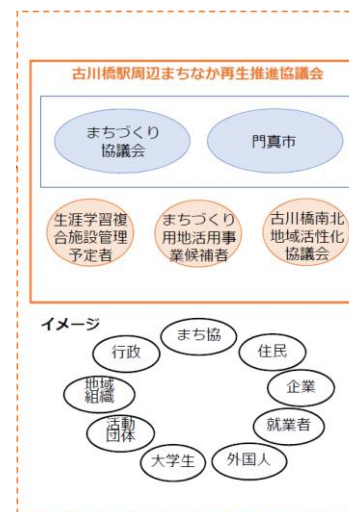 古川橋駅周辺まちなか再生推進協議会
まちづくり
協議会
門真市
生涯学習複
合施設管理
予定者
まちづくり
用地活用事
業候補者
古川橋南北
地域活性化
協議会
イメージ
まち協
行政
住民
地域
組織
企業
活動
団体
就業者
大学生
外国人